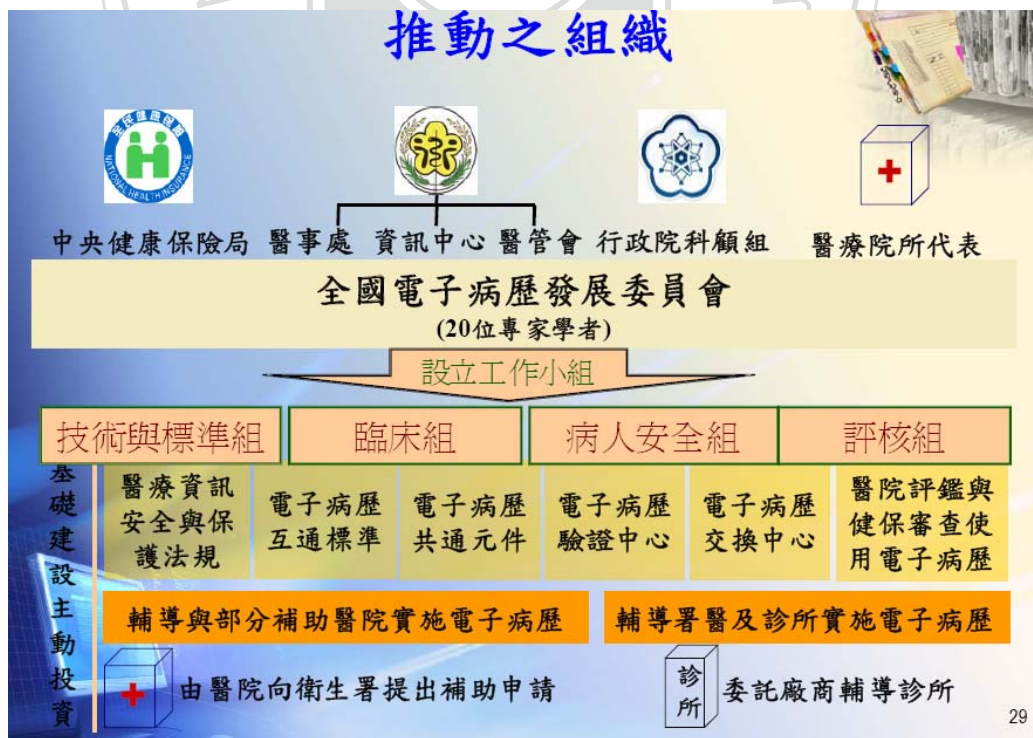 推動之組織
全民健康保險
NATIONAL HEALTH INSURANCE
中央健康保險局 醫事處 資訊中心 醫管會 行政院科顧組 醫療院所代表
全國電子病歷發展委員會
(20位專家學者)
設立工作小組
技術與標準組 臨床組 病人安全組 評核組
基礎建設主動投資
醫療資訊
安全與保
護法規
電子病歷
互通標準
電子病歷
共通元件
電子病歷
驗證中心
電子病歷
交換中心
醫院評鑑與
健保審查使
用電子病歷
輔導與部分補助醫院實施電子病歷
輔導署醫及診所實施電子病歷
由醫院向衛生署提出補助申請
診所
委託廠商輔導診所
29